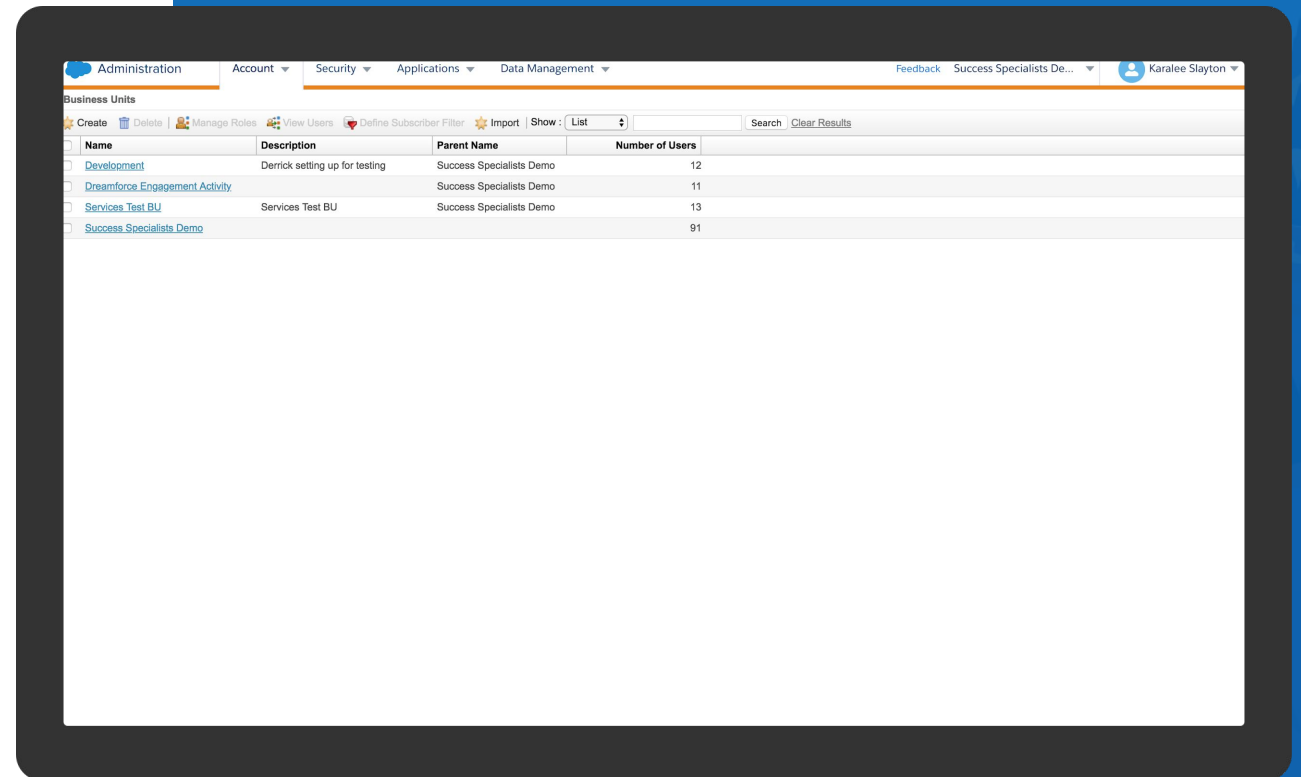 Administration Account Security Applications Data Management Feedback Success Specialists De... Karalee Slayton
Business Units
Create Delete | Manage Roles View Users Define Subscriber Filter Import | Show : List Search Clear Results
Name Description Parent Name Number of Users
Development Derrick setting up for testing Success Specialists Demo 12
Dreamforce Engagement Activity Success Specialists Demo 11
Services Test BU Services Test BU Success Specialists Demo 13
Success Specialists Demo 91